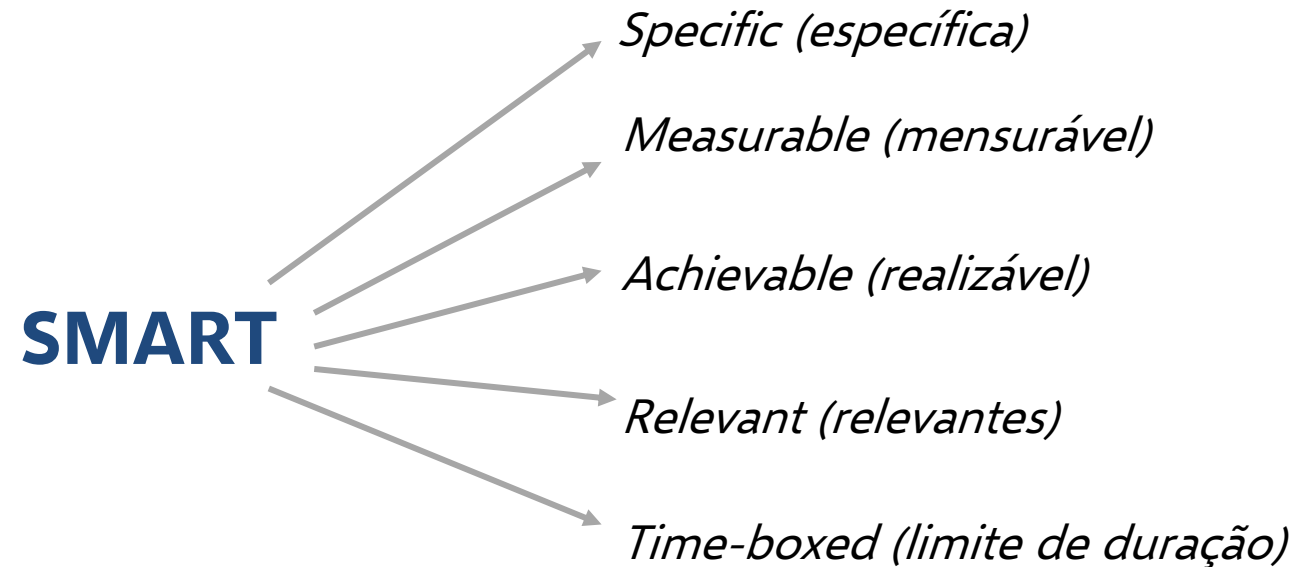 Specific (específica)
Measurable (mensurável)
Achievable (realizável)
SMART
Relevant (relevantes)
Time-boxed (limite de duração)